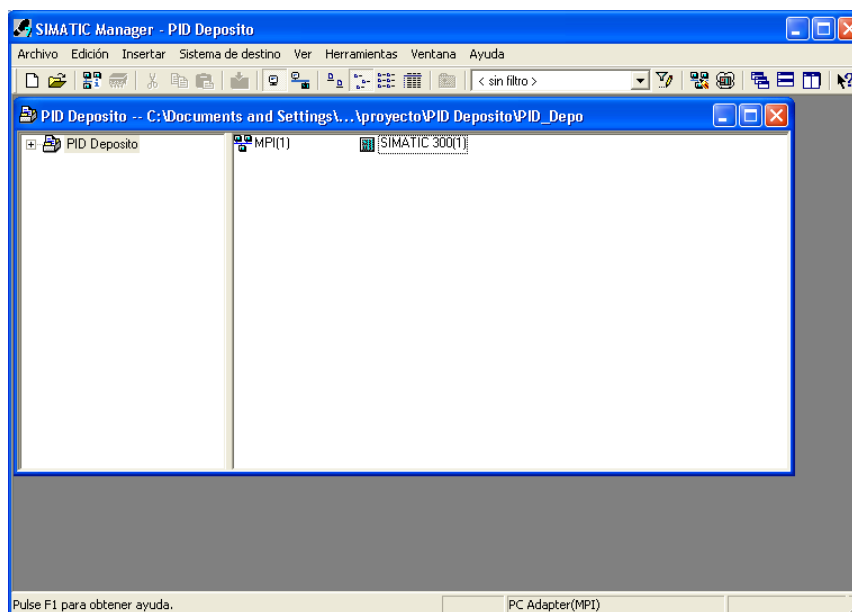 SIMATIC Manager - PID Deposito
Archivo Edición Insertar Sistema de destino Ver Herramientas Ventana Ayuda
< sin filtro >
PID Deposito -- C:\Documents and Settings\...\proyecto\PID Deposito\PID_Depo
PID Deposito
MPI(1)
SIMATIC 300(1)
Pulse F1 para obtener ayuda.
PC Adapter(MPI)